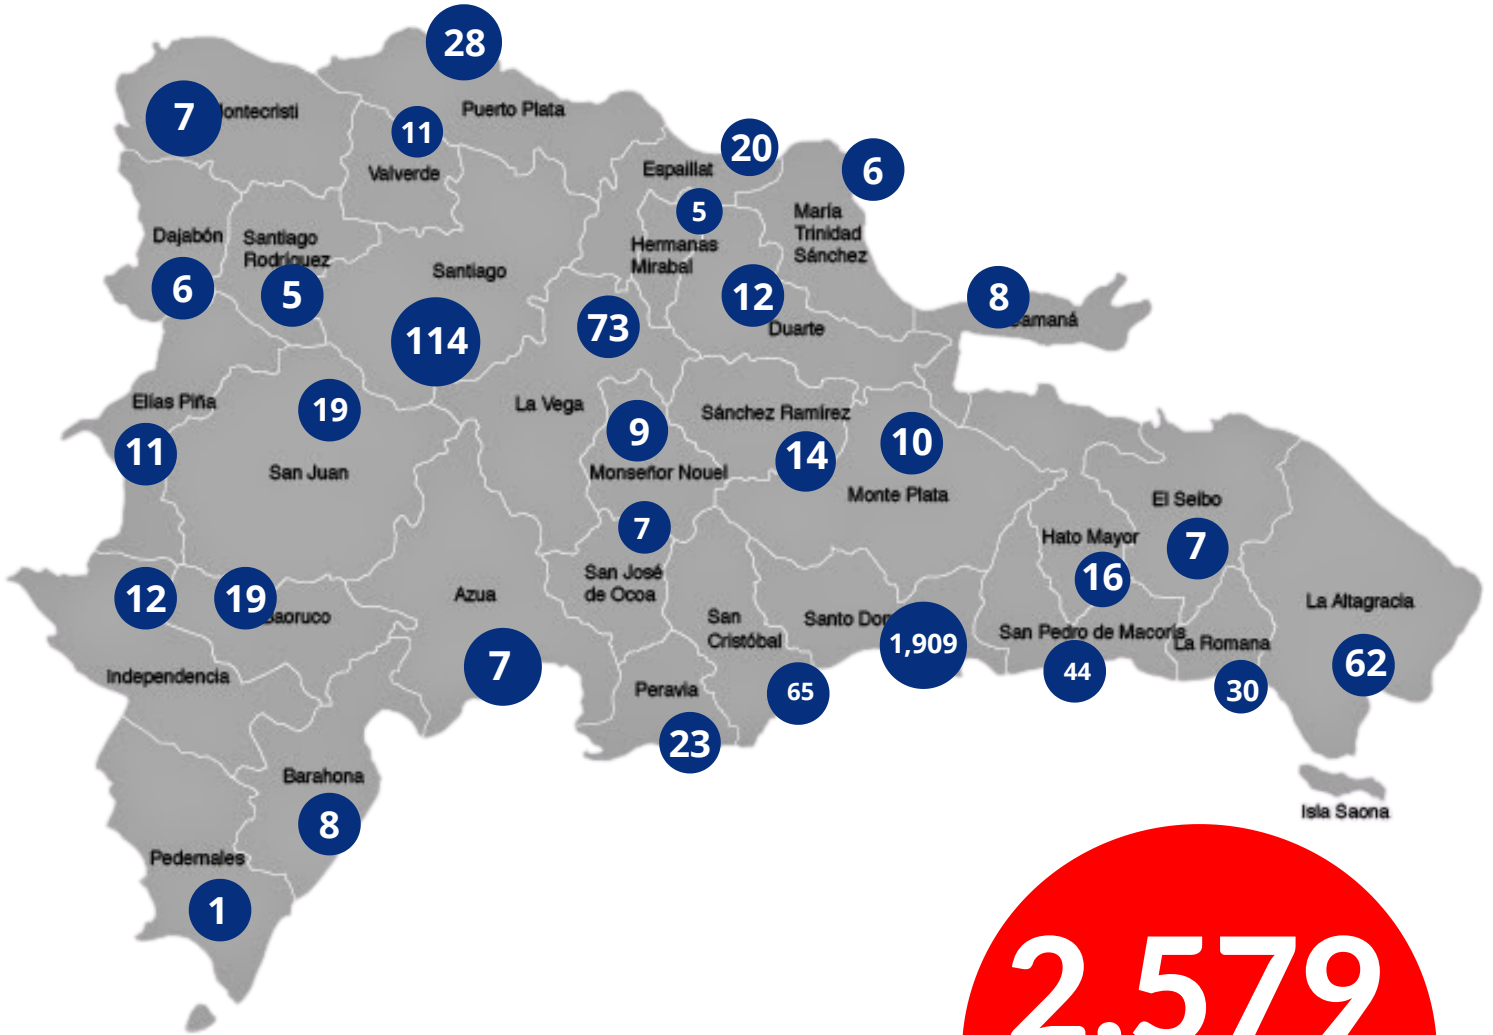 28
7
ontecristi
Puerto Plata
11
Valverde
20
Espaillat
6
5
María
Trinidad
Sánchez
Hermanas
Mirabal
Dajabón
Santiago
Rodríguez
Santiago
6
5
12
Duarte
8
amaná
114
73
Elías Piña
19
La Vega
Sánchez Ramírez
9
10
11
14
San Juan
Monseñor Nouel
Monte Plata
El Seibo
7
Hato Mayor
7
16
San José
de Ocoa
12
19
aoruco
Azua
San
Cristóbal
Santo Do
1,909
San Pedro de Macorís
La Romana
La Altagracia
Independencia
7
Peravia
65
44
30
62
23
Barahona
8
Isla Saona
Pedernales
1
2.579